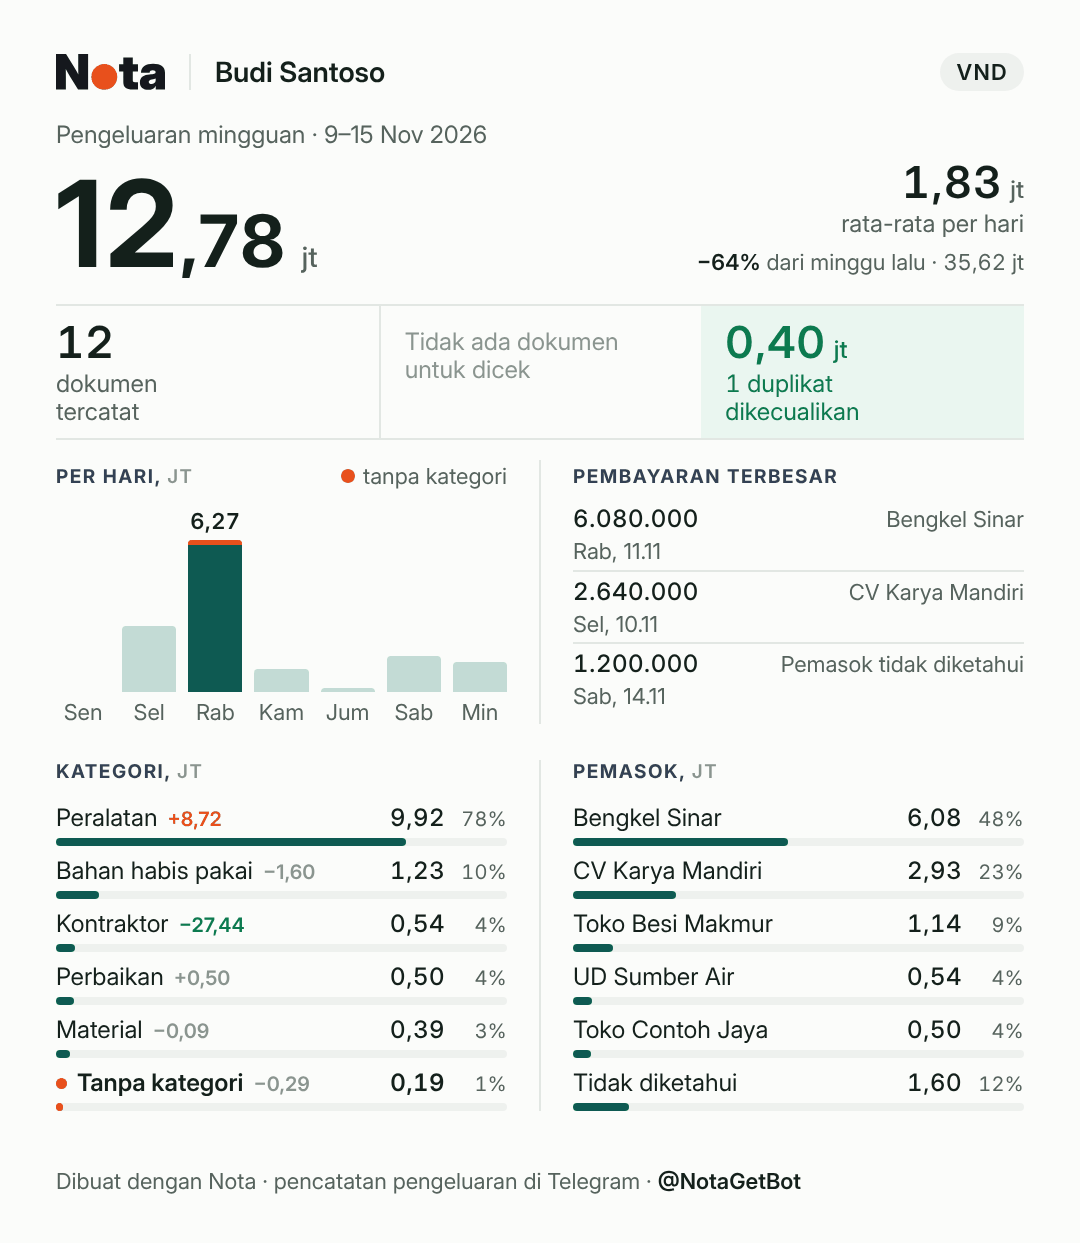 Nota
Budi Santoso
VND
Pengeluaran mingguan · 9–15 Nov 2026
12,78 jt
1,83 jt
rata-rata per hari
−64% dari minggu lalu · 35,62 jt
12
dokumen
tercatat
Tidak ada dokumen
untuk dicek
0,40 jt
1 duplikat
dikecualikan
PER HARI, JT
tanpa kategori
6,27
Sen Sel Rab Kam Jum Sab Min
PEMBAYARAN TERBESAR
6.080.000 Bengkel Sinar
Rab, 11.11
2.640.000 CV Karya Mandiri
Sel, 10.11
1.200.000 Pemasok tidak diketahui
Sab, 14.11
KATEGORI, JT
Peralatan +8,72 9,92 78%
Bahan habis pakai −1,60 1,23 10%
Kontraktor −27,44 0,54 4%
Perbaikan +0,50 0,50 4%
Material −0,09 0,39 3%
Tanpa kategori −0,29 0,19 1%
PEMASOK, JT
Bengkel Sinar 6,08 48%
CV Karya Mandiri 2,93 23%
Toko Besi Makmur 1,14 9%
UD Sumber Air 0,54 4%
Toko Contoh Jaya 0,50 4%
Tidak diketahui 1,60 12%
Dibuat dengan Nota · pencatatan pengeluaran di Telegram · @NotaGetBot